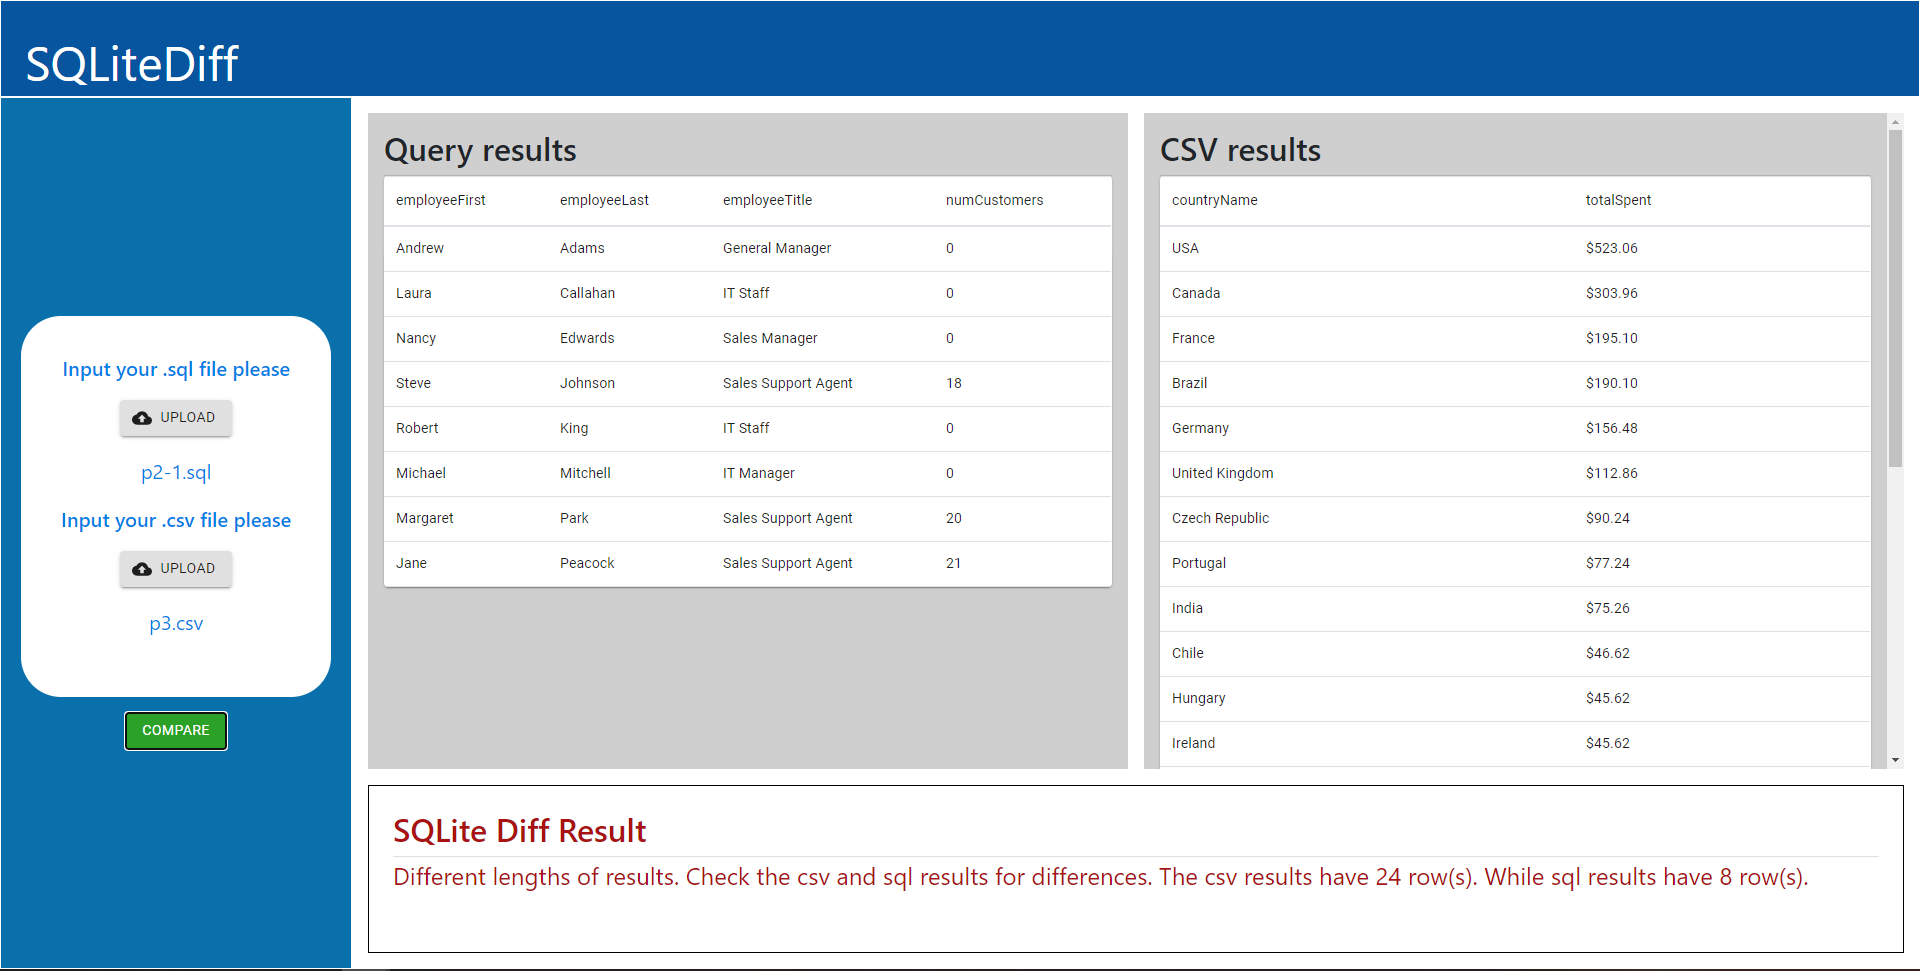 SQLiteDiff
Input your .sql file please
UPLOAD
p2-1.sql
Input your .csv file please
UPLOAD
p3.csv
COMPARE
Query results
employeeFirst employeeLast employeeTitle numCustomers
Andrew Adams General Manager 0
Laura Callahan IT Staff 0
Nancy Edwards Sales Manager 0
Steve Johnson Sales Support Agent 18
Robert King IT Staff 0
Michael Mitchell IT Manager 0
Margaret Park Sales Support Agent 20
Jane Peacock Sales Support Agent 21
CSV results
countryName totalSpent
USA $523.06
Canada $303.96
France $195.10
Brazil $190.10
Germany $156.48
United Kingdom $112.86
Czech Republic $90.24
Portugal $77.24
India $75.26
Chile $46.62
Hungary $45.62
Ireland $45.62
SQLite Diff Result
Different lengths of results. Check the csv and sql results for differences. The csv results have 24 row(s). While sql results have 8 row(s).